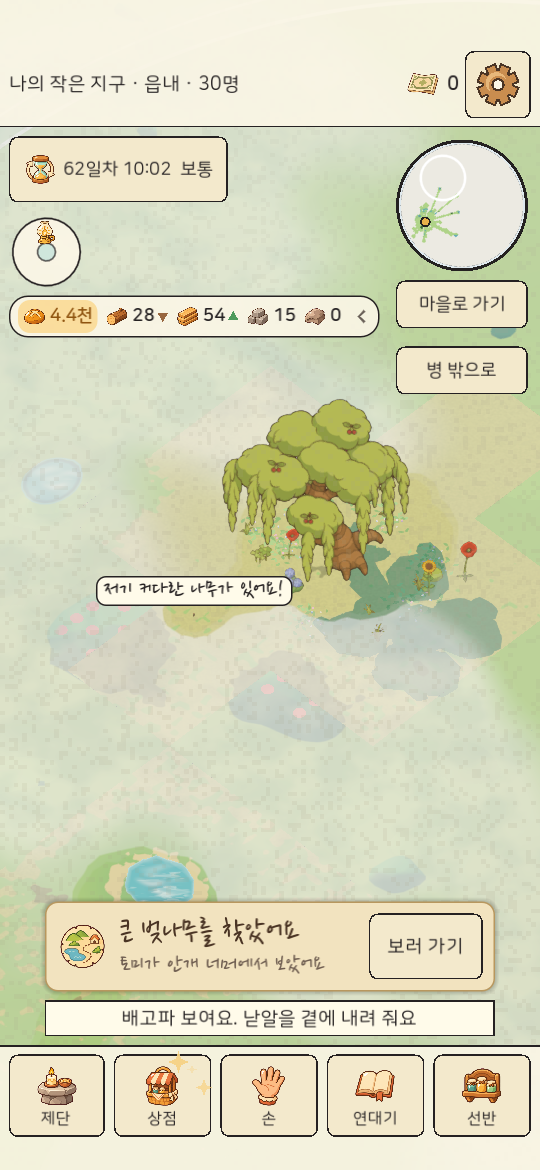 나의 작은 지구 · 읍내 · 30명
0
62일차 10:02 보통
4.4천 28 54 15 0
마을로 가기
병 밖으로
저기 커다란 나무가 있어요!
큰 벚나무를 찾았어요
토미가 안개 너머에서 보았어요
보러 가기
배고파 보여요. 낟알을 곁에 내려 줘요
제단
상점
손
연대기
선반